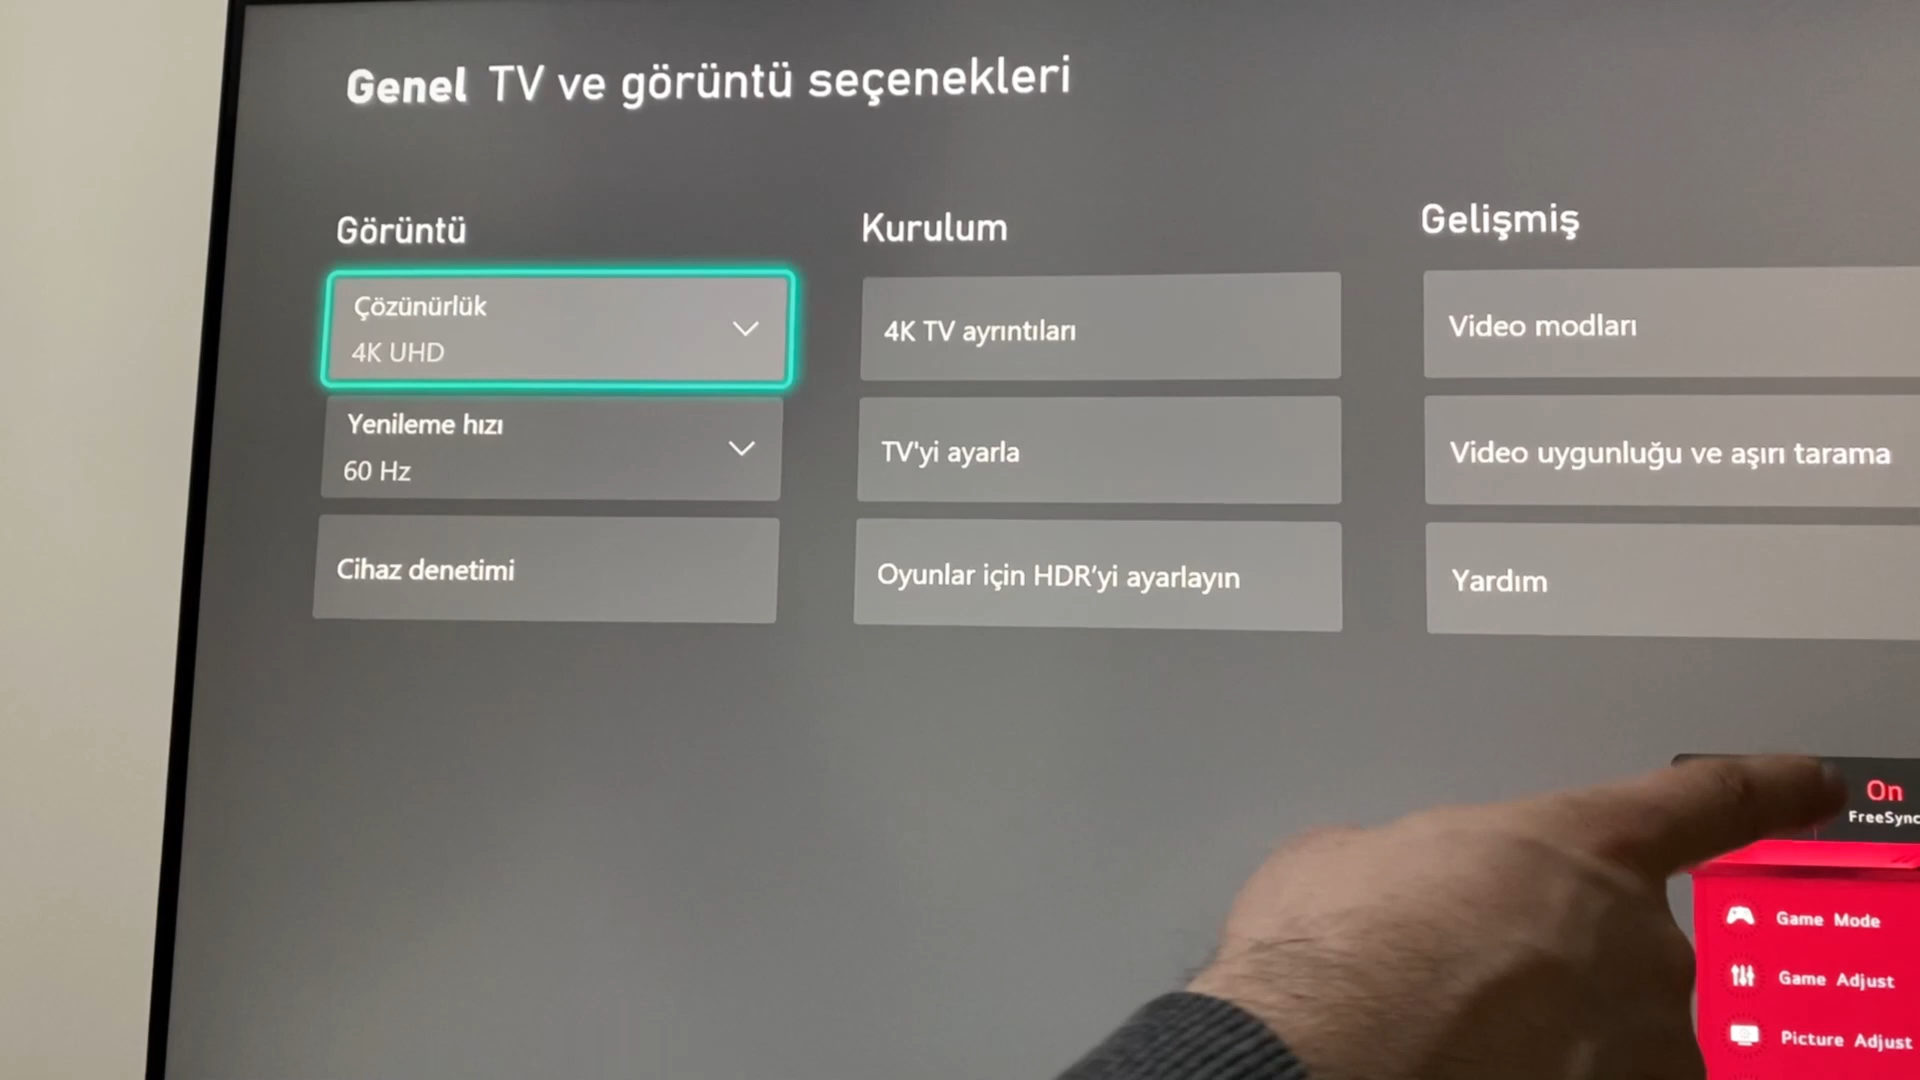 Genel TV ve görüntü seçenekleri
Görüntü
Çözünürlük
4K UHD
Yenileme hızı
60 Hz
Cihaz denetimi
Kurulum
4K TV ayrıntıları
TV'yi ayarla
Oyunlar için HDR'yi ayarlayın
Gelişmiş
Video modları
Video uygunluğu ve aşırı tarama
Yardım
On
FreeSync
Game Mode
Game Adjust
Picture Adjust